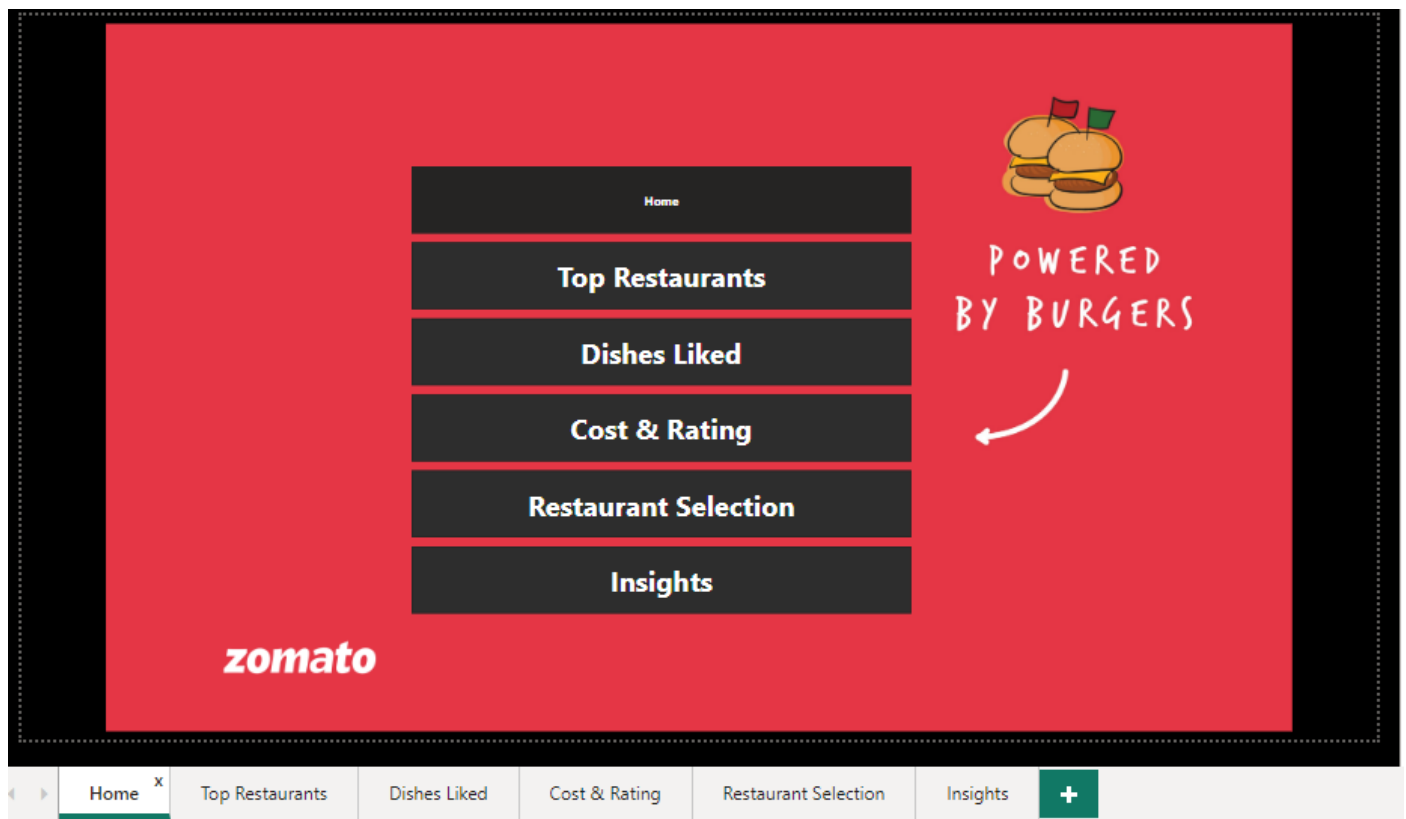 Home
Top Restaurants
Dishes Liked
Cost & Rating
Restaurant Selection
Insights
POWERED
BY BURGERS
zomato
Home x Top Restaurants Dishes Liked Cost & Rating Restaurant Selection Insights +